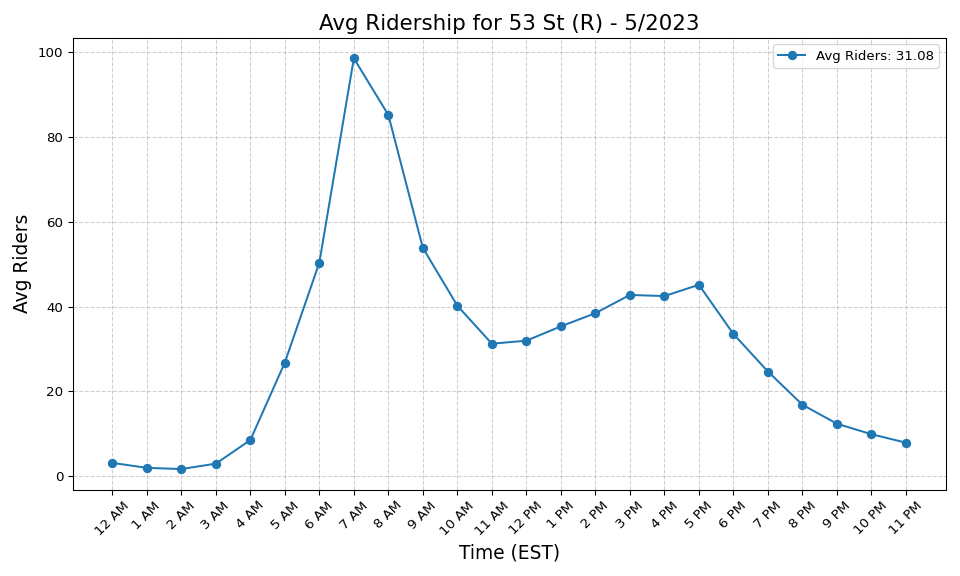 Avg Ridership for 53 St (R) - 5/2023
Avg Riders: 31.08
100
80
60
40
20
0
Avg Riders
12 AM
1 AM
2 AM
3 AM
4 AM
5 AM
6 AM
7 AM
8 AM
9 AM
10 AM
11 AM
12 PM
1 PM
2 PM
3 PM
4 PM
5 PM
6 PM
7 PM
8 PM
9 PM
10 PM
11 PM
Time (EST)